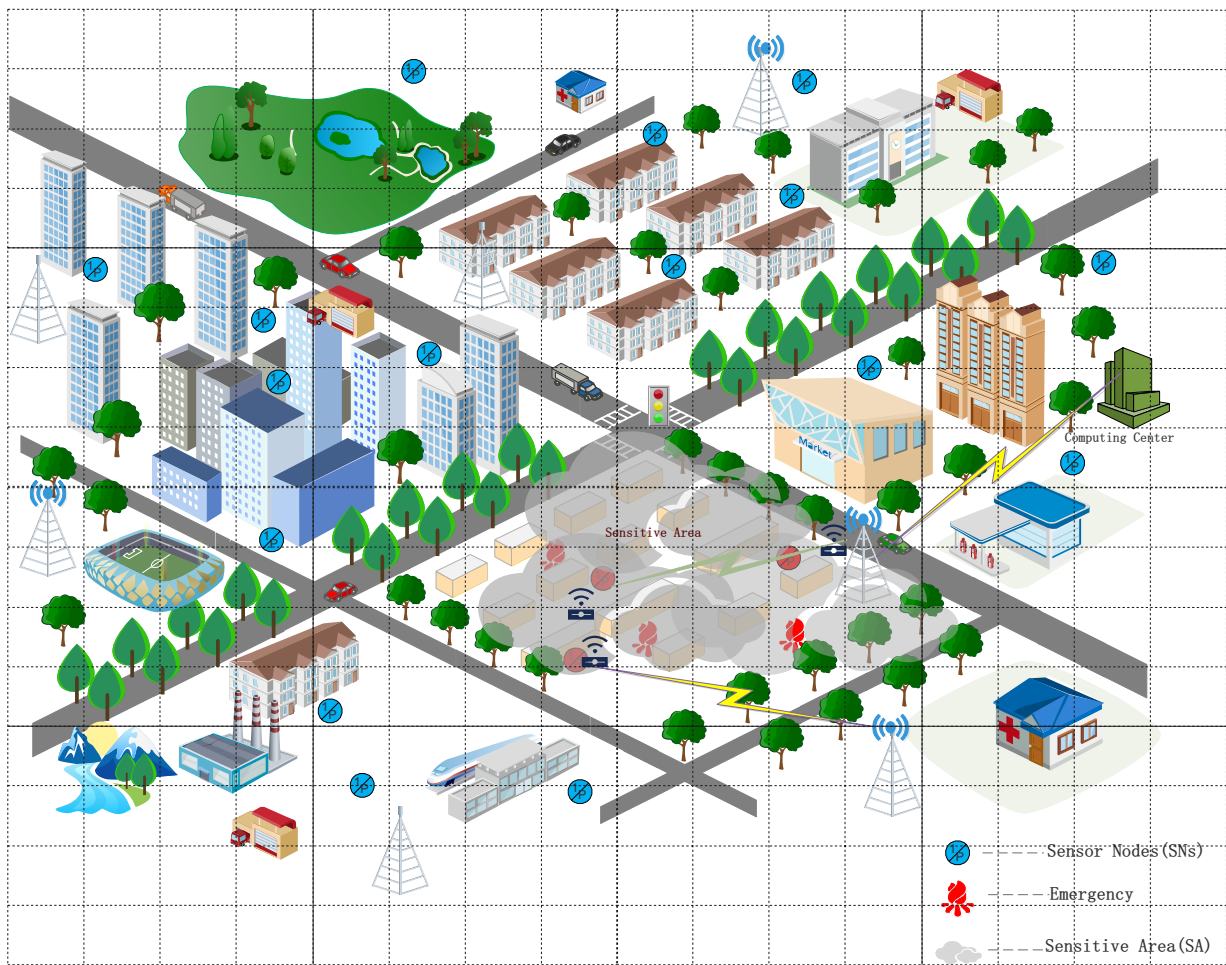 Market
Computing Center
Sensitive Area
Sensor Nodes(SNs)
Emergency
Sensitive Area(SA)